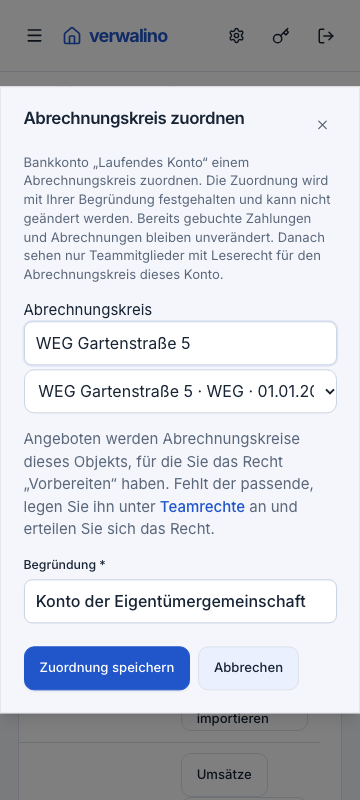 verwalino
Abrechnungskreis zuordnen
Bankkonto „Laufendes Konto“ einem
Abrechnungskreis zuordnen. Die Zuordnung wird
mit Ihrer Begründung festgehalten und kann nicht
geändert werden. Bereits gebuchte Zahlungen
und Abrechnungen bleiben unverändert. Danach
sehen nur Teammitglieder mit Leserecht für den
Abrechnungskreis dieses Konto.
Abrechnungskreis
WEG Gartenstraße 5
WEG Gartenstraße 5 · WEG · 01.01.20
Angeboten werden Abrechnungskreise
dieses Objekts, für die Sie das Recht
„Vorbereiten“ haben. Fehlt der passende,
legen Sie ihn unter Teamrechte an und
erteilen Sie sich das Recht.
Begründung *
Konto der Eigentümergemeinschaft
Zuordnung speichern Abbrechen
importieren
Umsätze